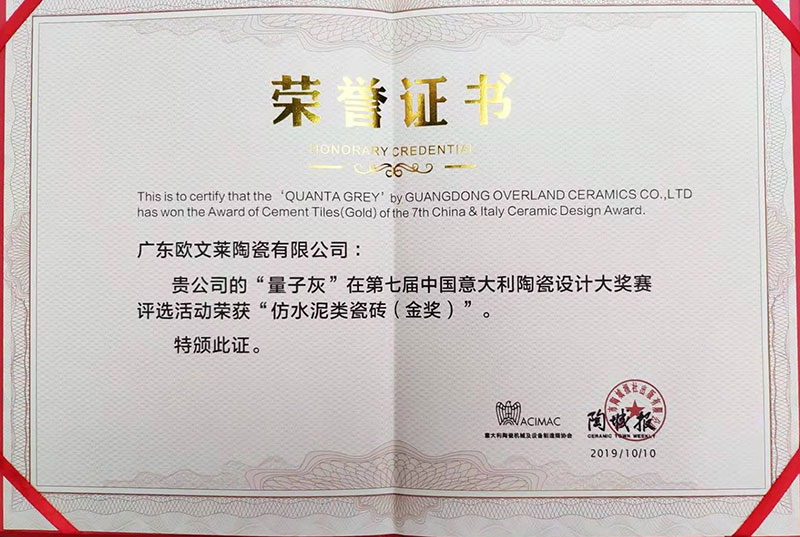 荣誉证书
HONORARY CREDENTIAL
This is to certify that the ‘QUANTA GREY’ by GUANGDONG OVERLAND CERAMICS CO.,LTD
has won the Award of Cement Tiles(Gold) of the 7th China & Italy Ceramic Design Award.
广东欧文莱陶瓷有限公司：
贵公司的“量子灰”在第七届中国意大利陶瓷设计大奖赛
评选活动荣获“仿水泥类瓷砖（金奖）”。
特颁此证。
ACIMAC
意大利陶瓷机械及设备制造商协会
陶城报
CERAMIC TOWN WEEKLY
2019/10/10